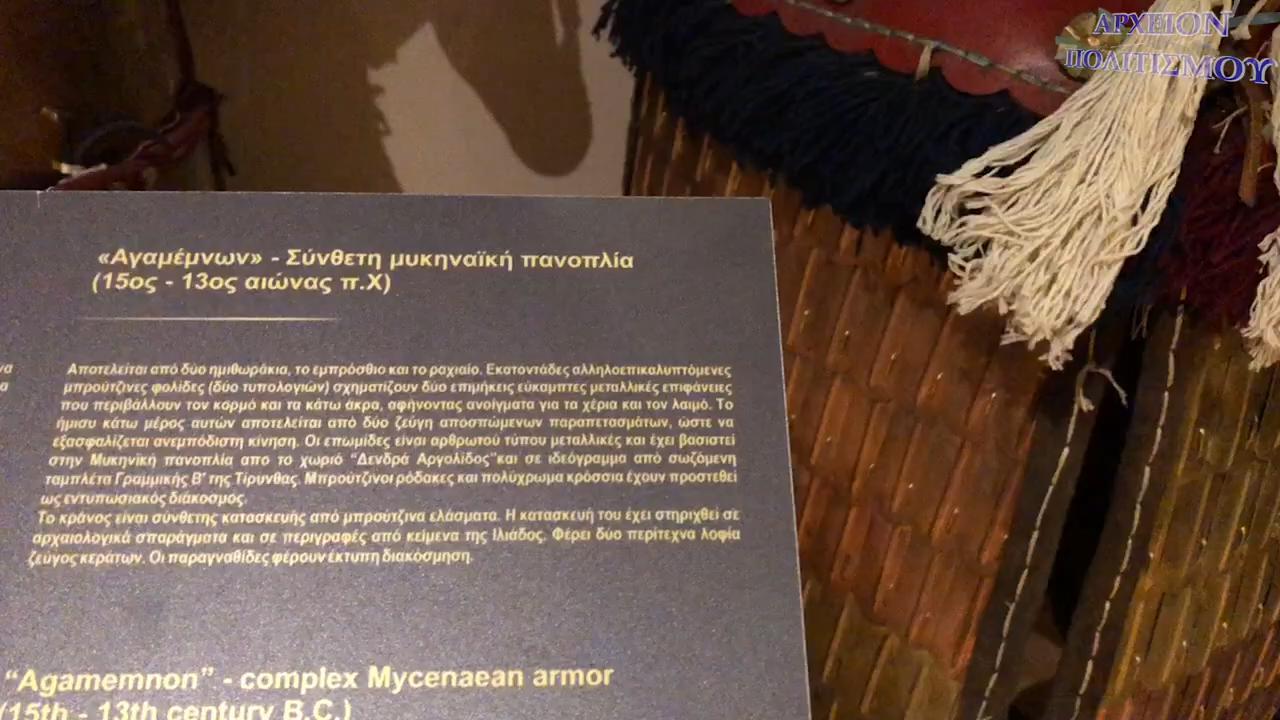 ΑΡΧΕΙΟΝ
ΠΟΛΙΤΙΣΜΟΥ
«Αγαμέμνων» - Σύνθετη μυκηναϊκή πανοπλία
(15ος - 13ος αιώνας π.Χ)
να
α
Αποτελείται από δύο ημιθωράκια, το εμπρόσθιο και το ραχιαίο. Εκατοντάδες αλληλοεπικαλυπτόμενες
μπρούτζινες φολίδες (δύο τυπολογιών) σχηματίζουν δύο επιμήκεις εύκαμπτες μεταλλικές επιφάνειες
που περιβάλλουν τον κορμό και τα κάτω άκρα, αφήνοντας ανοίγματα για τα χέρια και τον λαιμό. Το
ήμισυ κάτω μέρος αυτών αποτελείται από δύο ζεύγη αποσπώμενων παραπετασμάτων, ώστε να
εξασφαλίζεται ανεμπόδιστη κίνηση. Οι επωμίδες είναι αρθρωτού τύπου μεταλλικές και έχει βασιστεί
στην Μυκηνϊκή πανοπλία απο το χωριό “Δενδρά Αργολίδος”και σε ιδεόγραμμα από σωζόμενη
ταμπλέτα Γραμμικής Β' της Τίρυνθας. Μπρούτζινοι ρόδακες και πολύχρωμα κρόσσια έχουν προστεθεί
ως εντυπωσιακός διάκοσμος.
Το κράνος είναι σύνθετης κατασκευής από μπρούτζινα ελάσματα. Η κατασκευή του έχει στηριχθεί σε
αρχαιολογικά σπαράγματα και σε περιγραφές από κείμενα της Ιλιάδος. Φέρει δύο περίτεχνα λοφία
ζεύγος κεράτων. Οι παραγναθίδες φέρουν έκτυπη διακόσμηση.
“Agamemnon” - complex Mycenaean armor
(15th - 13th century B.C.)